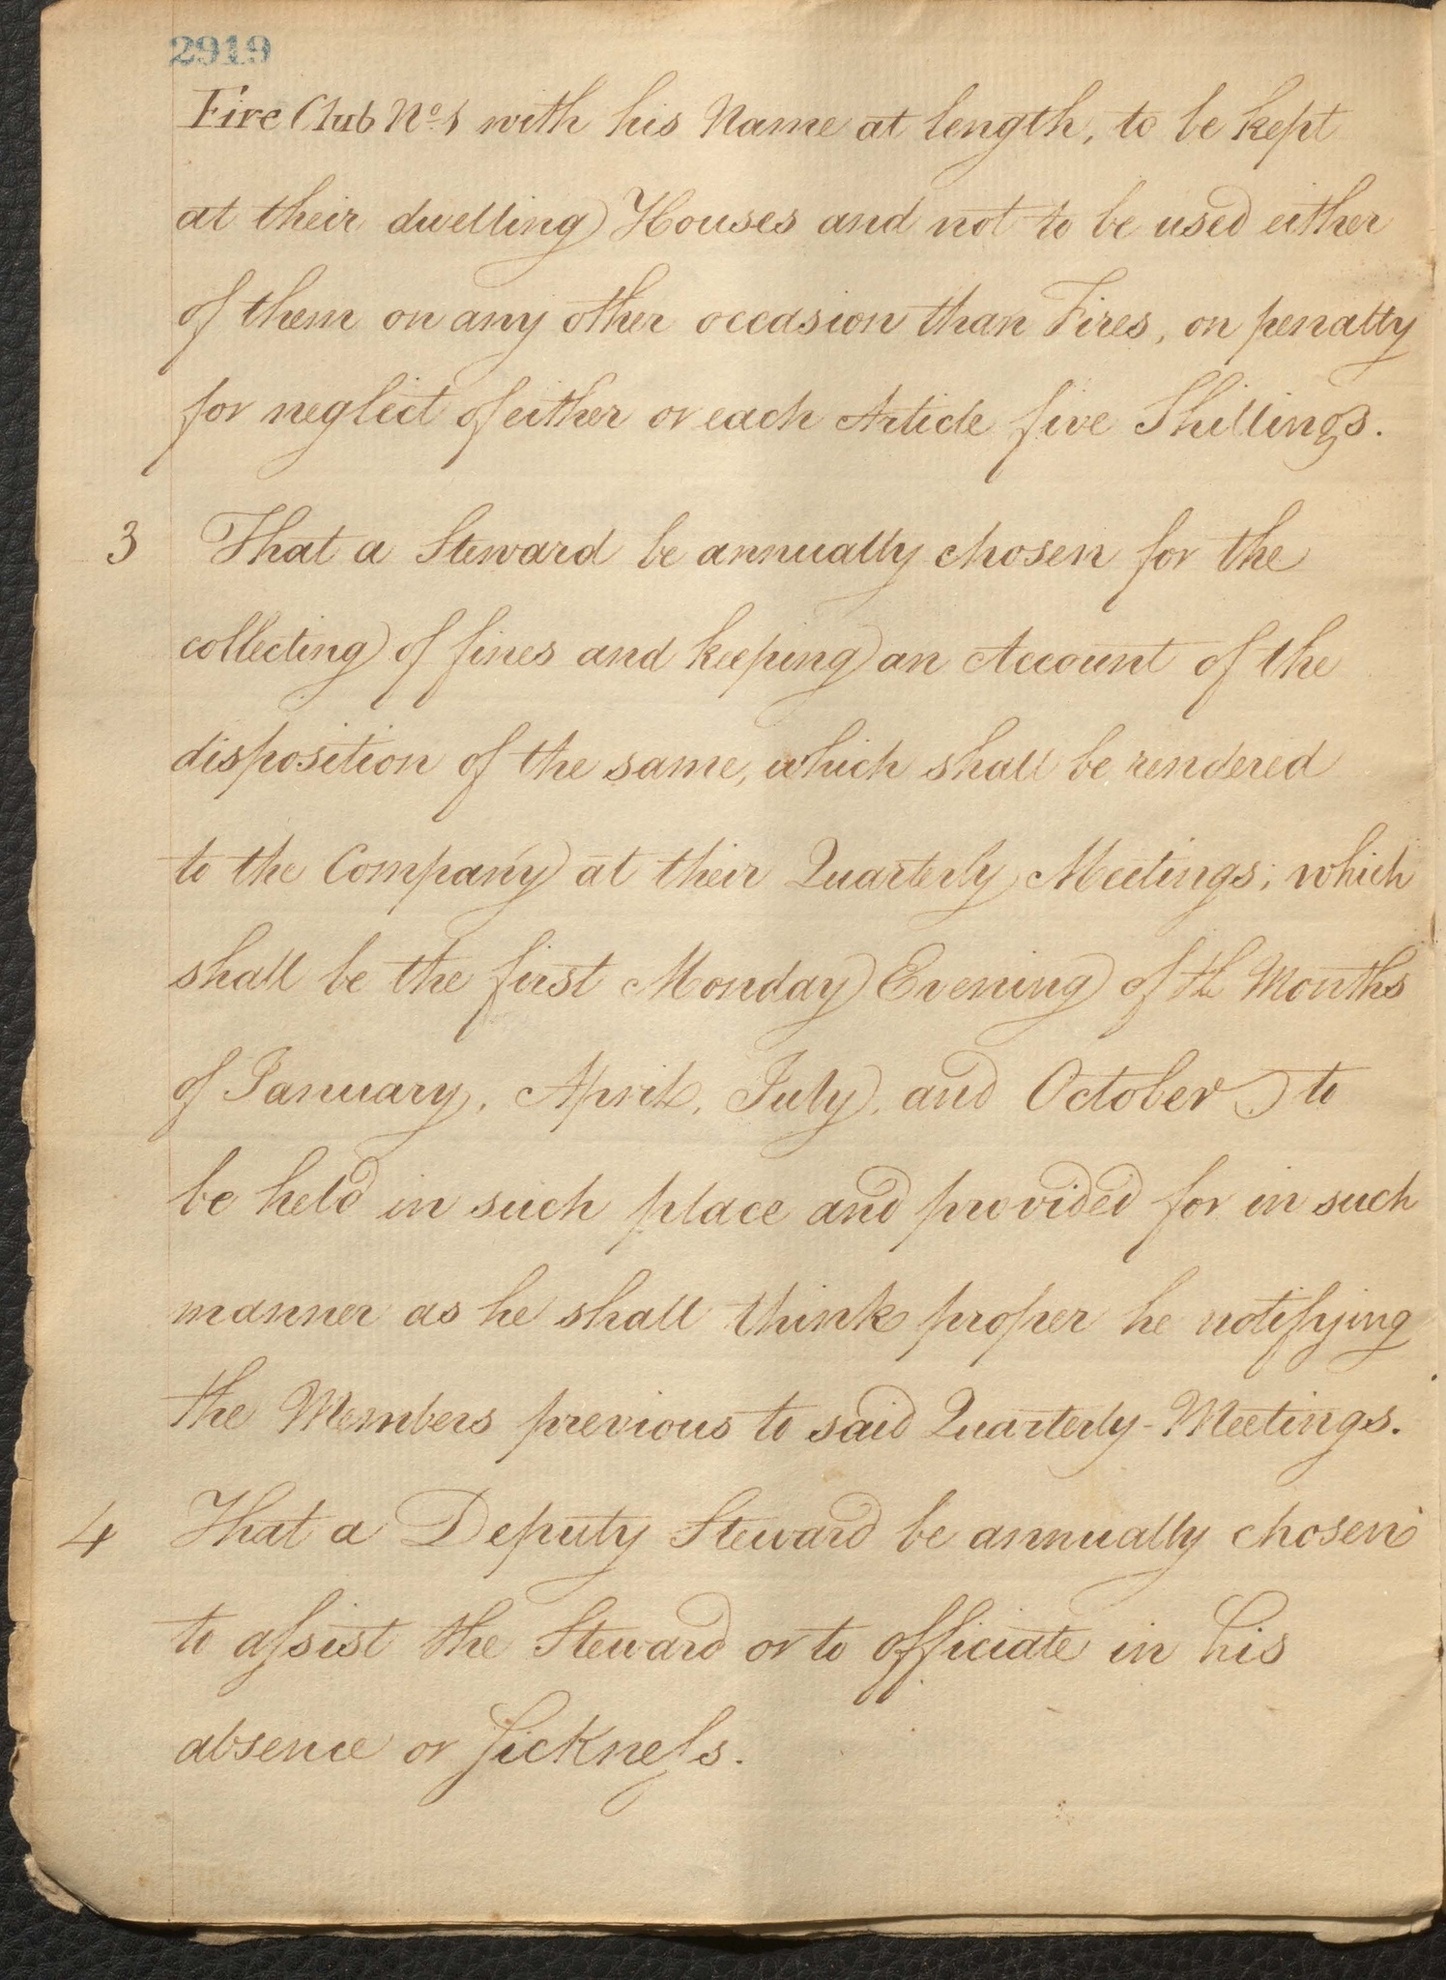 2919
Fire Club No. 1 with his Name at length, to be kept
at their dwelling Houses and not to be used either
of them on any other occasion than Fires, on penalty
for neglect of either or each Article five Shillings.
3 That a Steward be annually chosen for the
collecting of fines and keeping an Account of the
disposition of the same, which shall be rendered
to the Company at their Quarterly Meetings; which
shall be the first Monday Evening of the Months
of January, April, July, and October to
be held in such place and provided for in such
manner as he shall think proper he notifying
the Members previous to said Quarterly-Meetings.
4 That a Deputy Steward be annually chosen
to aſsist the Steward or to officiate in his
absence or Sickneſs.